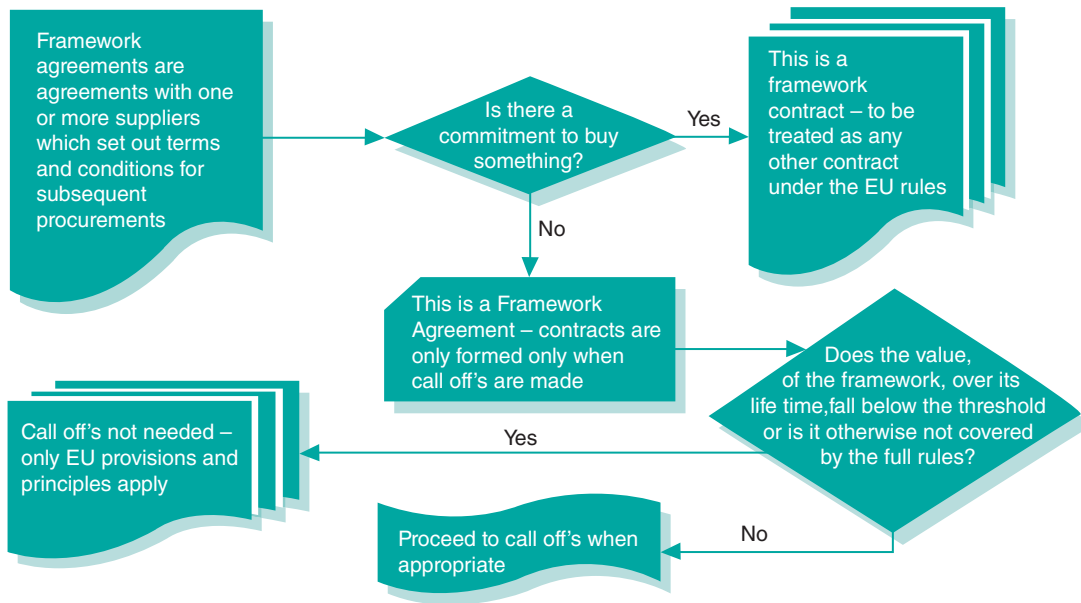 Framework
agreements are
agreements with one
or more suppliers
which set out terms
and conditions for
subsequent
procurements
Is there a
commitment to buy
something?
Yes
This is a
framework
contract – to be
treated as any
other contract
under the EU rules
No
This is a Framework
Agreement – contracts are
only formed only when
call off's are made
Does the value,
of the framework, over its
life time,fall below the threshold
or is it otherwise not covered
by the full rules?
Yes
Call off's not needed –
only EU provisions and
principles apply
No
Proceed to call off's when
appropriate